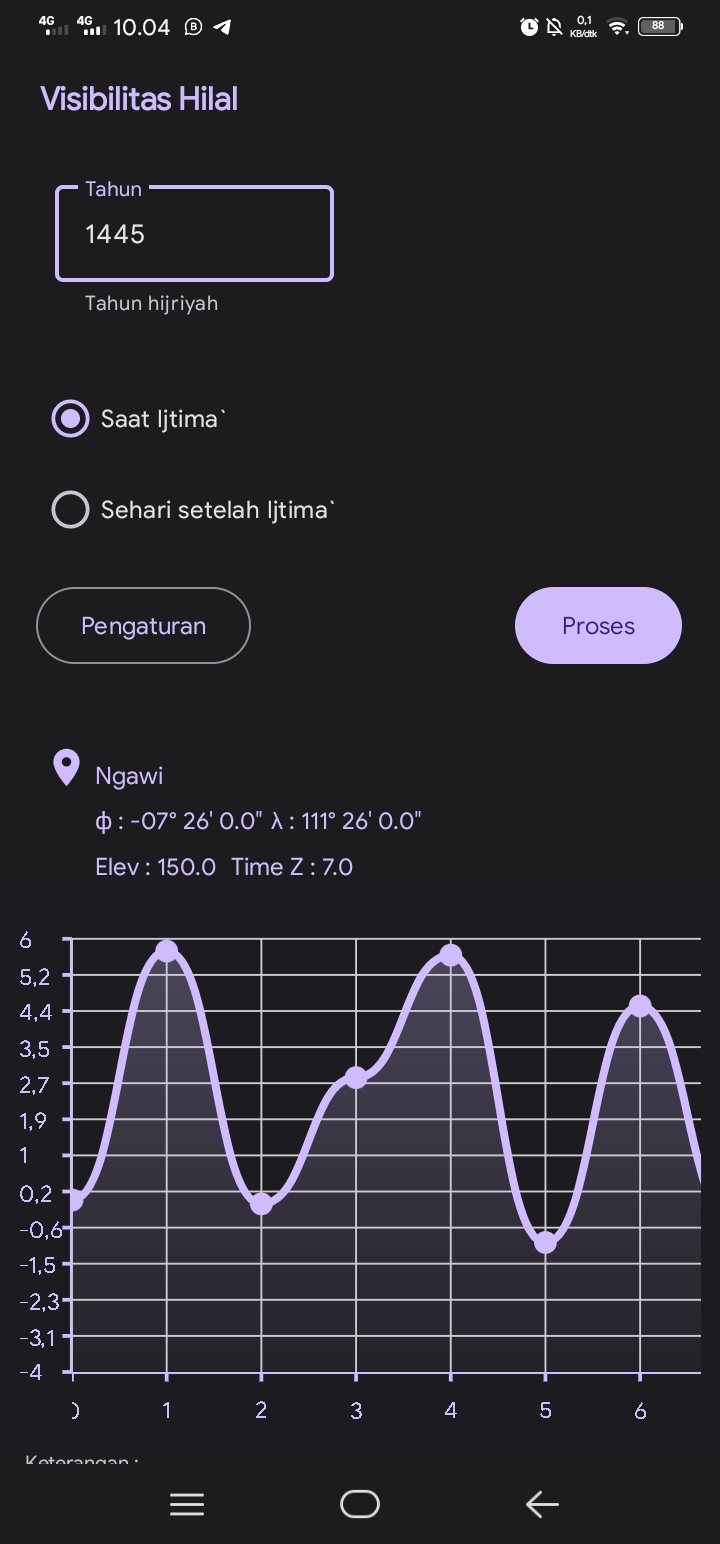 4G 4G 10.04 0,1 KB/dtk 88
Visibilitas Hilal
Tahun
1445
Tahun hijriyah
Saat Ijtima`
Sehari setelah Ijtima`
Pengaturan Proses
Ngawi
ф : -07° 26' 0.0" λ : 111° 26' 0.0"
Elev : 150.0 Time Z : 7.0
6
5,2
4,4
3,5
2,7
1,9
1
0,2
-0,6
-1,5
-2,3
-3,1
-4
0 1 2 3 4 5 6
Keterangan :